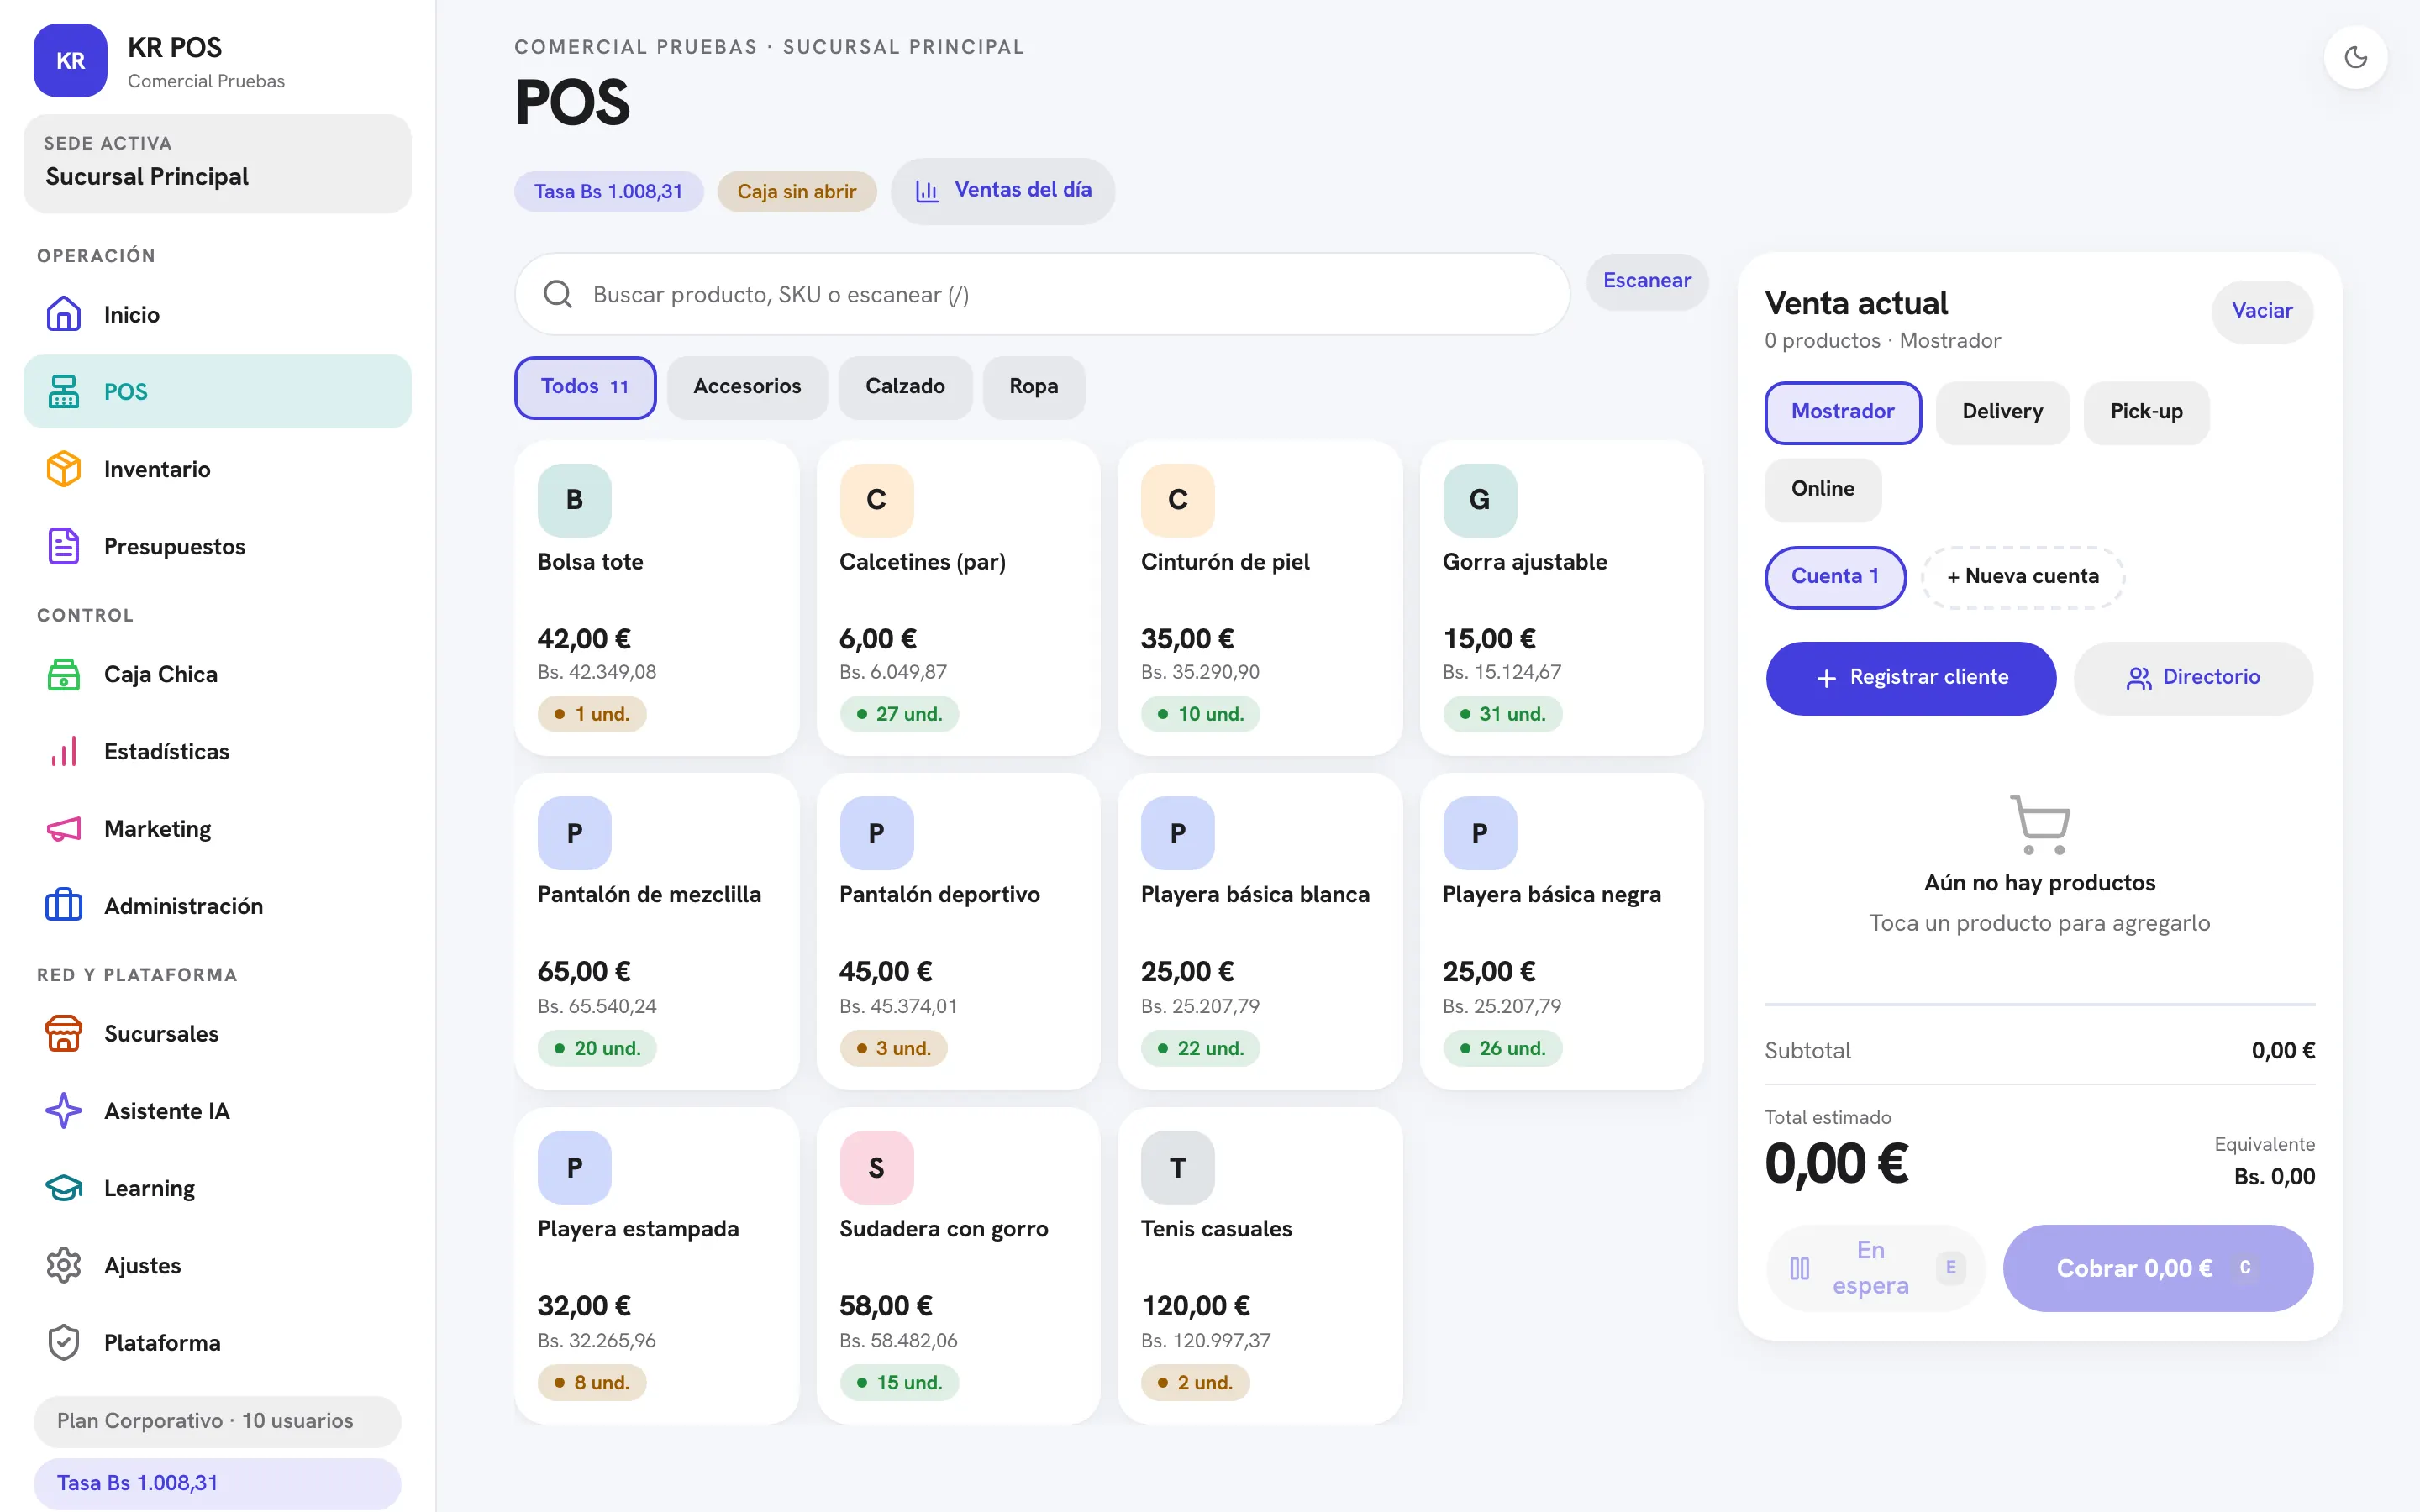 KR
KR POS
Comercial Pruebas
SEDE ACTIVA
Sucursal Principal
OPERACIÓN
Inicio
POS
Inventario
Presupuestos
CONTROL
Caja Chica
Estadísticas
Marketing
Administración
RED Y PLATAFORMA
Sucursales
Asistente IA
Learning
Ajustes
Plataforma
Plan Corporativo · 10 usuarios
Tasa Bs 1.008,31
COMERCIAL PRUEBAS · SUCURSAL PRINCIPAL
POS
Tasa Bs 1.008,31
Caja sin abrir
Ventas del día
Buscar producto, SKU o escanear (/)
Escanear
Todos 11
Accesorios
Calzado
Ropa
B
Bolsa tote
42,00 €
Bs. 42.349,08
1 und.
C
Calcetines (par)
6,00 €
Bs. 6.049,87
27 und.
C
Cinturón de piel
35,00 €
Bs. 35.290,90
10 und.
G
Gorra ajustable
15,00 €
Bs. 15.124,67
31 und.
P
Pantalón de mezclilla
65,00 €
Bs. 65.540,24
20 und.
P
Pantalón deportivo
45,00 €
Bs. 45.374,01
3 und.
P
Playera básica blanca
25,00 €
Bs. 25.207,79
22 und.
P
Playera básica negra
25,00 €
Bs. 25.207,79
26 und.
P
Playera estampada
32,00 €
Bs. 32.265,96
8 und.
S
Sudadera con gorro
58,00 €
Bs. 58.482,06
15 und.
T
Tenis casuales
120,00 €
Bs. 120.997,37
2 und.
Venta actual
0 productos · Mostrador
Vaciar
Mostrador
Delivery
Pick-up
Online
Cuenta 1
+ Nueva cuenta
Registrar cliente
Directorio
Aún no hay productos
Toca un producto para agregarlo
Subtotal
0,00 €
Total estimado
0,00 €
Equivalente
Bs. 0,00
En
espera
E
Cobrar 0,00 € C